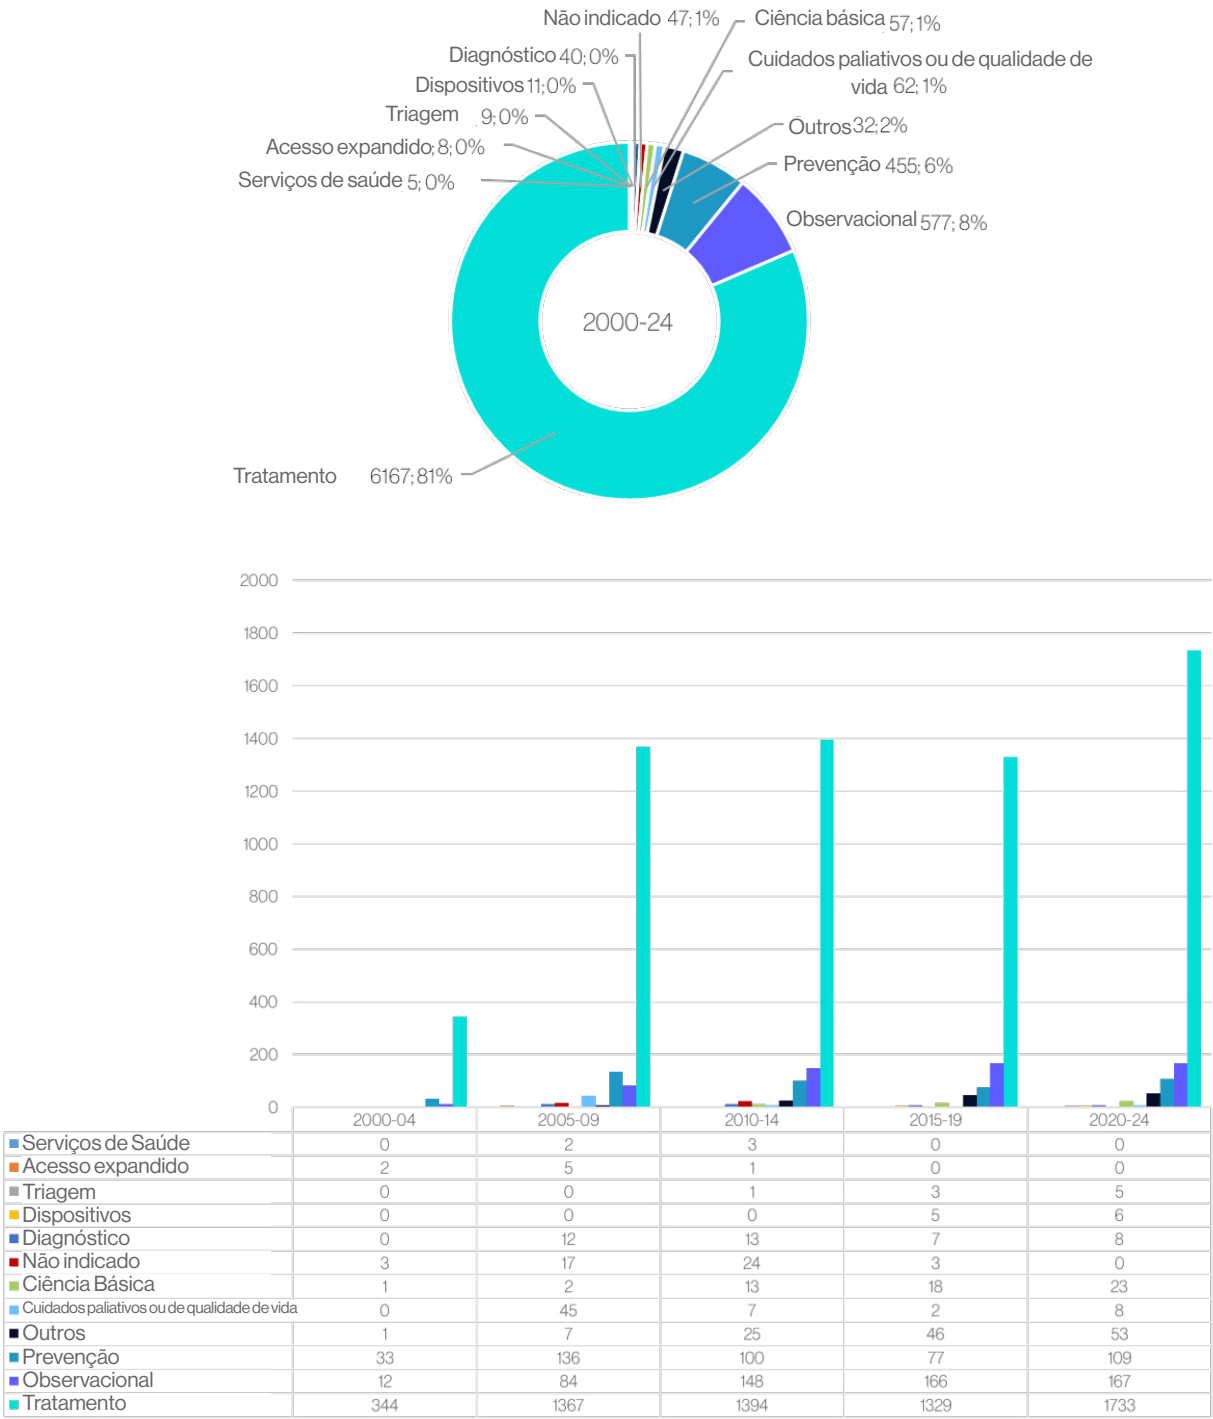 Não indicado 47; 1%
Ciência básica 57; 1%
Diagnóstico 40; 0%
Cuidados paliativos ou de qualidade de
vida 62; 1%
Dispositivos 11; 0%
Triagem 9; 0%
Outros 32; 2%
Acesso expandido; 8; 0%
Prevenção 455; 6%
Serviços de saúde 5; 0%
Observacional 577; 8%
2000-24
Tratamento 6167; 81%
2000
1800
1600
1400
1200
1000
800
600
400
200
0
2000-04 2005-09 2010-14 2015-19 2020-24
Serviços de Saúde 0 2 3 0 0
Acesso expandido 2 5 1 0 0
Triagem 0 0 1 3 5
Dispositivos 0 0 0 5 6
Diagnóstico 0 12 13 7 8
Não indicado 3 17 24 3 0
Ciência Básica 1 2 13 18 23
Cuidados paliativos ou de qualidade de vida 0 45 7 2 8
Outros 1 7 25 46 53
Prevenção 33 136 100 77 109
Observacional 12 84 148 166 167
Tratamento 344 1367 1394 1329 1733